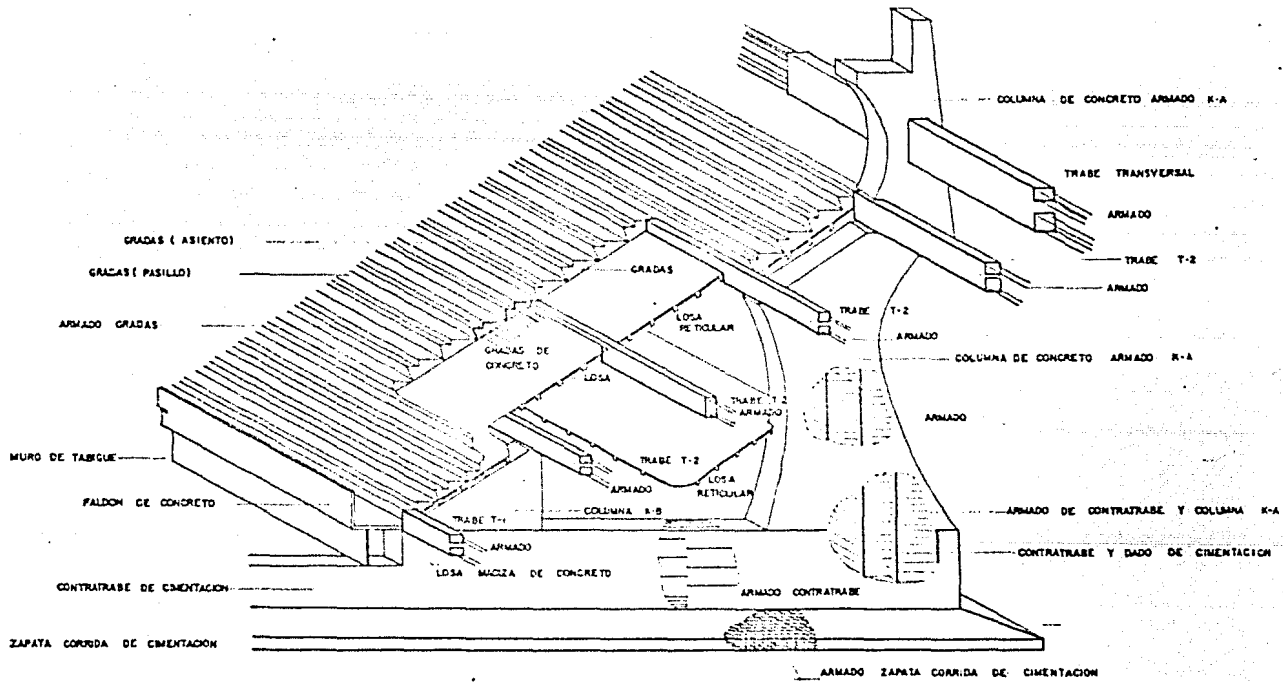 COLUMNA DE CONCRETO ARMADO K-A
TRABE TRANSVERSAL
ARMADO
TRABE T-2
ARMADO
GRADAS ( ASIENTO)
GRADAS ( PASILLO)
ARMADO GRADAS
GRADAS
LOSA
RETICULAR
TRABE T-2
ARMADO
GRADAS DE
CONCRETO
LOSA
COLUMNA DE CONCRETO ARMADO K-A
TRABE T-2
ARMADO
ARMADO
MURO DE TABIQUE
TRABE T-2
LOSA
RETICULAR
ARMADO
FALDON DE CONCRETO
TRABE T-1
COLUMNA K-B
ARMADO DE CONTRATRABE Y COLUMNA K-A
ARMADO
CONTRATRABE Y DADO DE CIMENTACION
LOSA MACIZA DE CONCRETO
CONTRATRABE DE CIMENTACION
ARMADO CONTRATRABE
ZAPATA CORRIDA DE CIMENTACION
ARMADO ZAPATA CORRIDA DE CIMENTACION